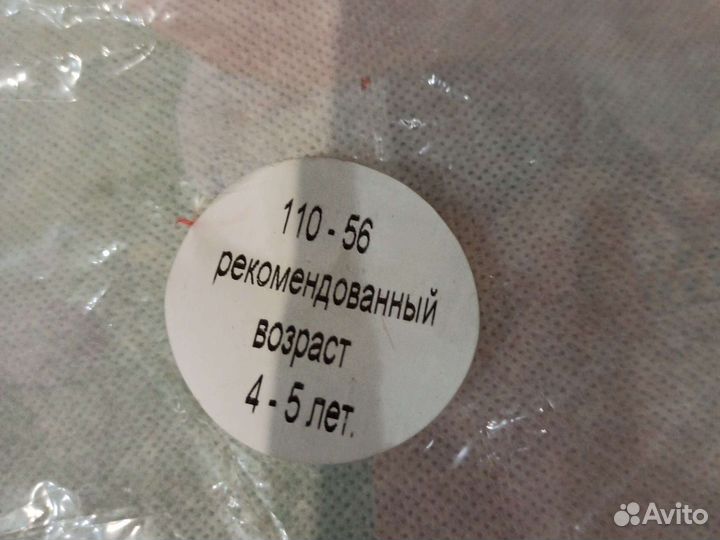 110 - 56
рекомендованный
возраст
4 - 5 лет.
Avito